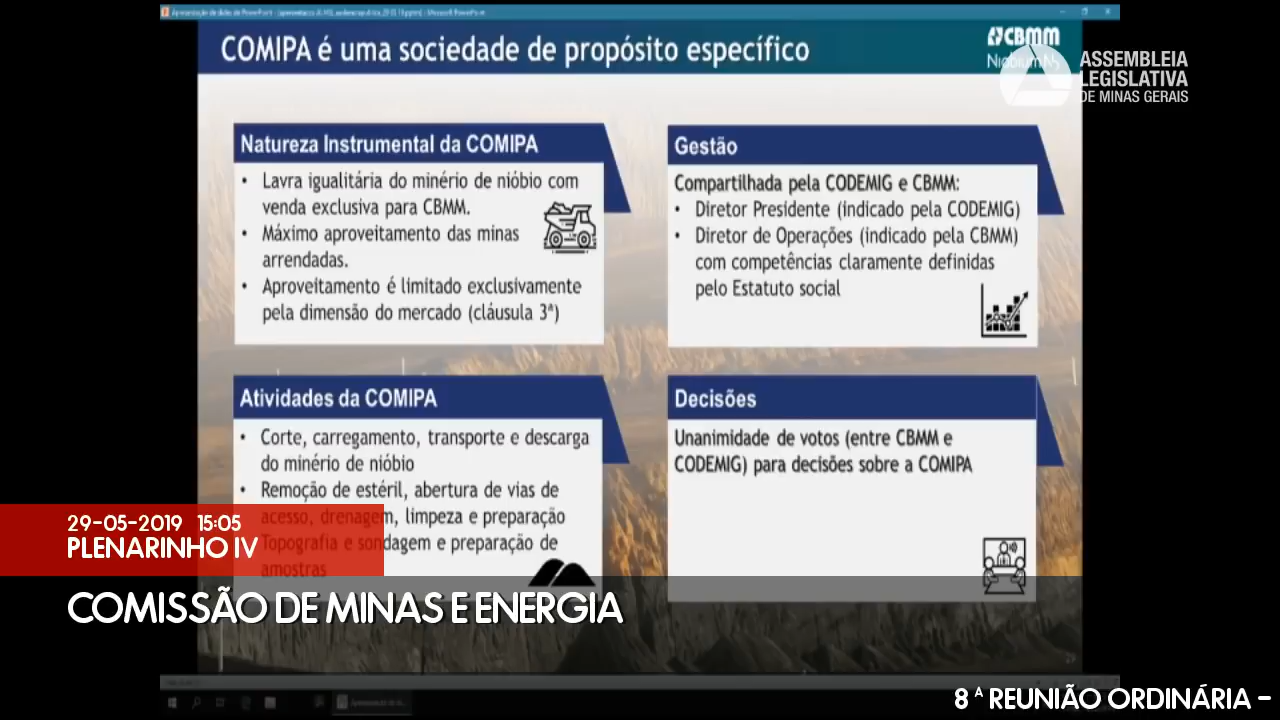 COMIPA é uma sociedade de propósito específico
CBMM
Niobium N5
ASSEMBLEIA
LEGISLATIVA
DE MINAS GERAIS
Natureza Instrumental da COMIPA
• Lavra igualitária do minério de nióbio com
venda exclusiva para CBMM.
• Máximo aproveitamento das minas
arrendadas.
• Aproveitamento é limitado exclusivamente
pela dimensão do mercado (cláusula 3ª)
Gestão
Compartilhada pela CODEMIG e CBMM:
• Diretor Presidente (indicado pela CODEMIG)
• Diretor de Operações (indicado pela CBMM)
com competências claramente definidas
pelo Estatuto social
Atividades da COMIPA
• Corte, carregamento, transporte e descarga
do minério de nióbio
• Remoção de estéril, abertura de vias de
acesso, drenagem, limpeza e preparação
Topografia e sondagem e preparação de
amostras
Decisões
Unanimidade de votos (entre CBMM e
CODEMIG) para decisões sobre a COMIPA
29-05-2019 15:05
PLENARINHO IV
COMISSÃO DE MINAS E ENERGIA
8ª REUNIÃO ORDINÁRIA -